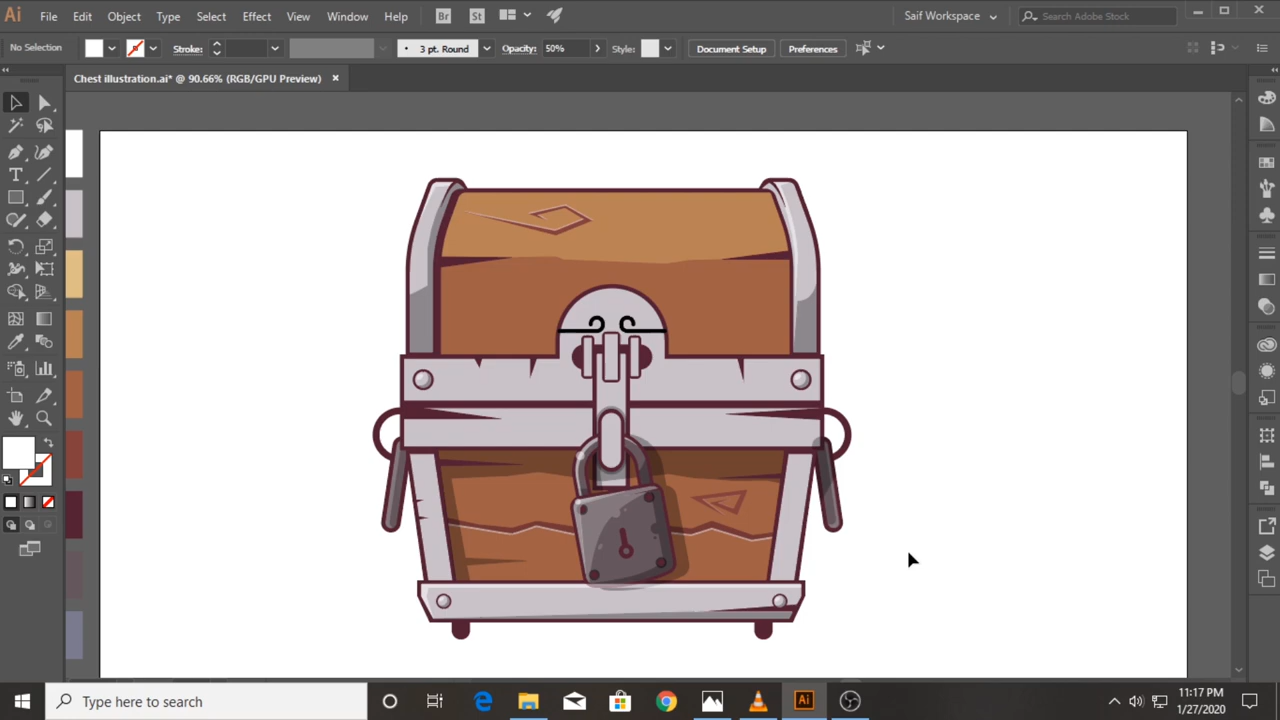 Ai File Edit Object Type Select Effect View Window Help Br St Saif Workspace Search Adobe Stock
No Selection Stroke: 3 pt. Round Opacity: 50% Style: Document Setup Preferences
Chest illustration.ai* @ 90.66% (RGB/GPU Preview)
Type here to search
Ai
11:17 PM
1/27/2020